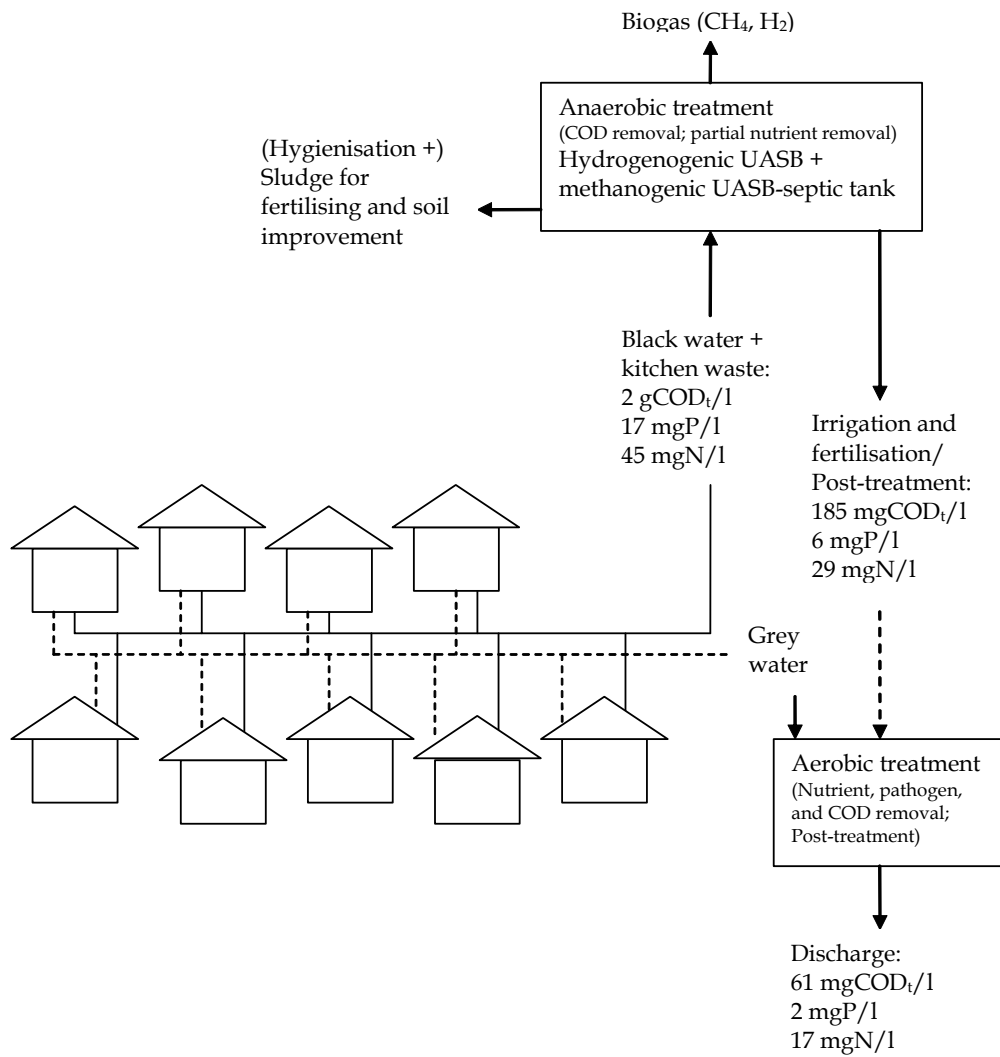 Biogas (CH₄, H₂)
Anaerobic treatment
(COD removal; partial nutrient removal)
Hydrogenogenic UASB +
methanogenic UASB-septic tank
(Hygienisation +)
Sludge for
fertilising and soil
improvement
Black water +
kitchen waste:
2 gCODₜ/l
17 mgP/l
45 mgN/l
Irrigation and
fertilisation/
Post-treatment:
185 mgCODₜ/l
6 mgP/l
29 mgN/l
Grey
water
Aerobic treatment
(Nutrient, pathogen,
and COD removal;
Post-treatment)
Discharge:
61 mgCODₜ/l
2 mgP/l
17 mgN/l